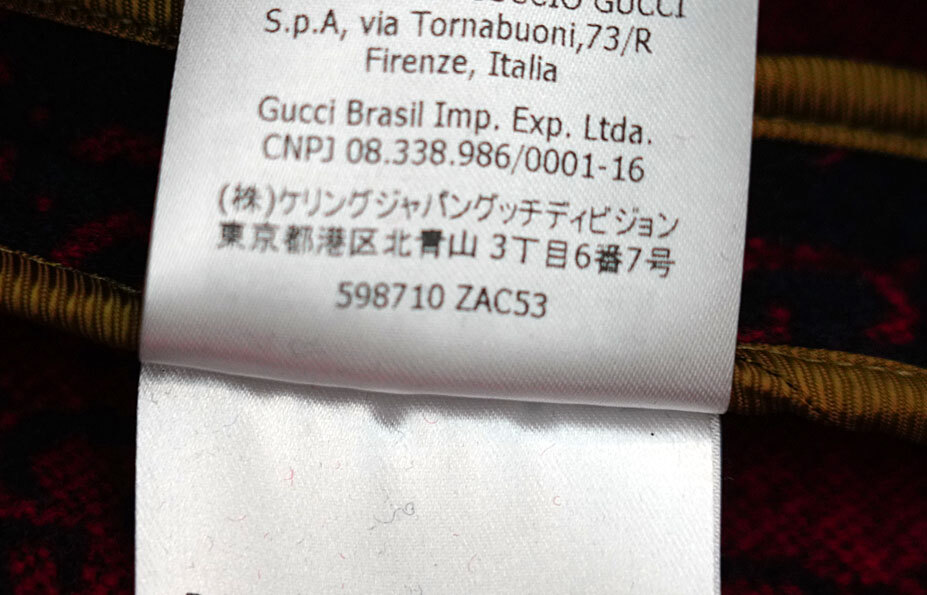 GUCCI
S.p.A, via Tornabuoni,73/R
Firenze, Italia
Gucci Brasil Imp. Exp. Ltda.
CNPJ 08.338.986/0001-16
(株)ケリングジャパングッチディビジョン
東京都港区北青山 3丁目6番7号
598710 ZAC53